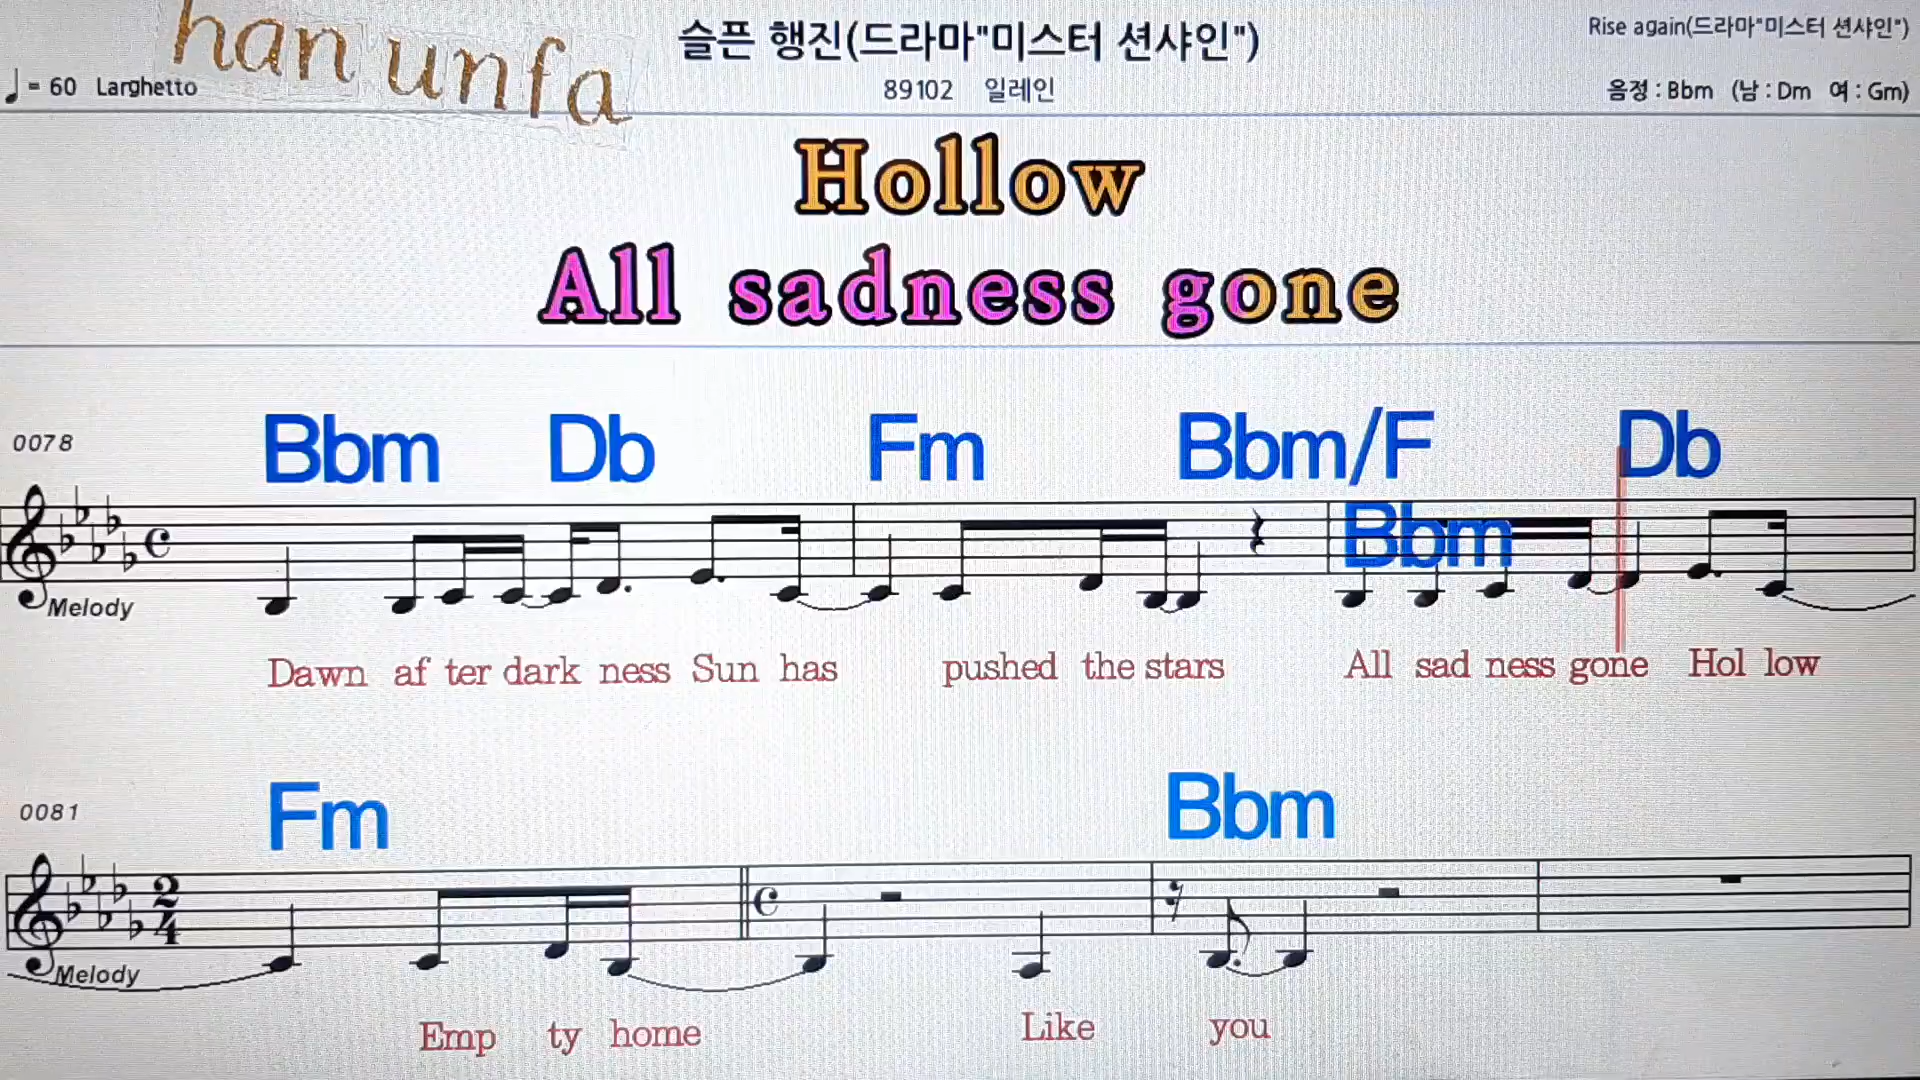 han unfa
슬픈 행진(드라마"미스터 션샤인")
Rise again(드라마"미스터 션샤인")
♩= 60 Larghetto
89102 일레인
음정 : Bbm (남 : Dm 여 : Gm)
Hollow
All sadness gone
0078
Bbm Db Fm Bbm/F Bbm Db
Melody
Dawn af ter dark ness Sun has pushed the stars All sad ness gone Hol low
0081
Fm Bbm
2
4
Melody
Emp ty home Like you